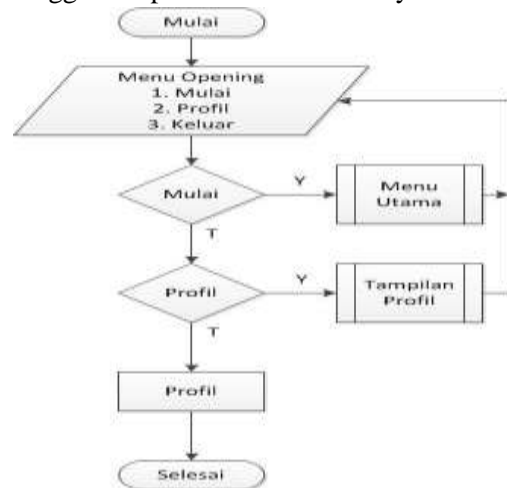 Mulai
Menu Opening
1. Mulai
2. Profil
3. Keluar
Mulai
Y
Menu
Utama
T
Profil
Y
Tampilan
Profil
T
Profil
Selesai